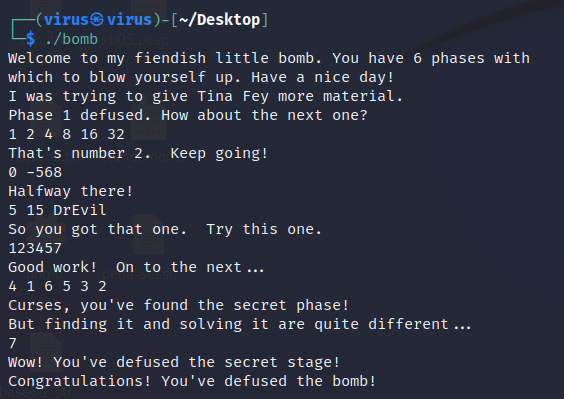 ┌──(virus㉿virus)-[~/Desktop]
└─$ ./bomb
Welcome to my fiendish little bomb. You have 6 phases with
which to blow yourself up. Have a nice day!
I was trying to give Tina Fey more material.
Phase 1 defused. How about the next one?
1 2 4 8 16 32
That's number 2.  Keep going!
0 -568
Halfway there!
5 15 DrEvil
So you got that one.  Try this one.
123457
Good work!  On to the next...
4 1 6 5 3 2
Curses, you've found the secret phase!
But finding it and solving it are quite different...
7
Wow! You've defused the secret stage!
Congratulations! You've defused the bomb!